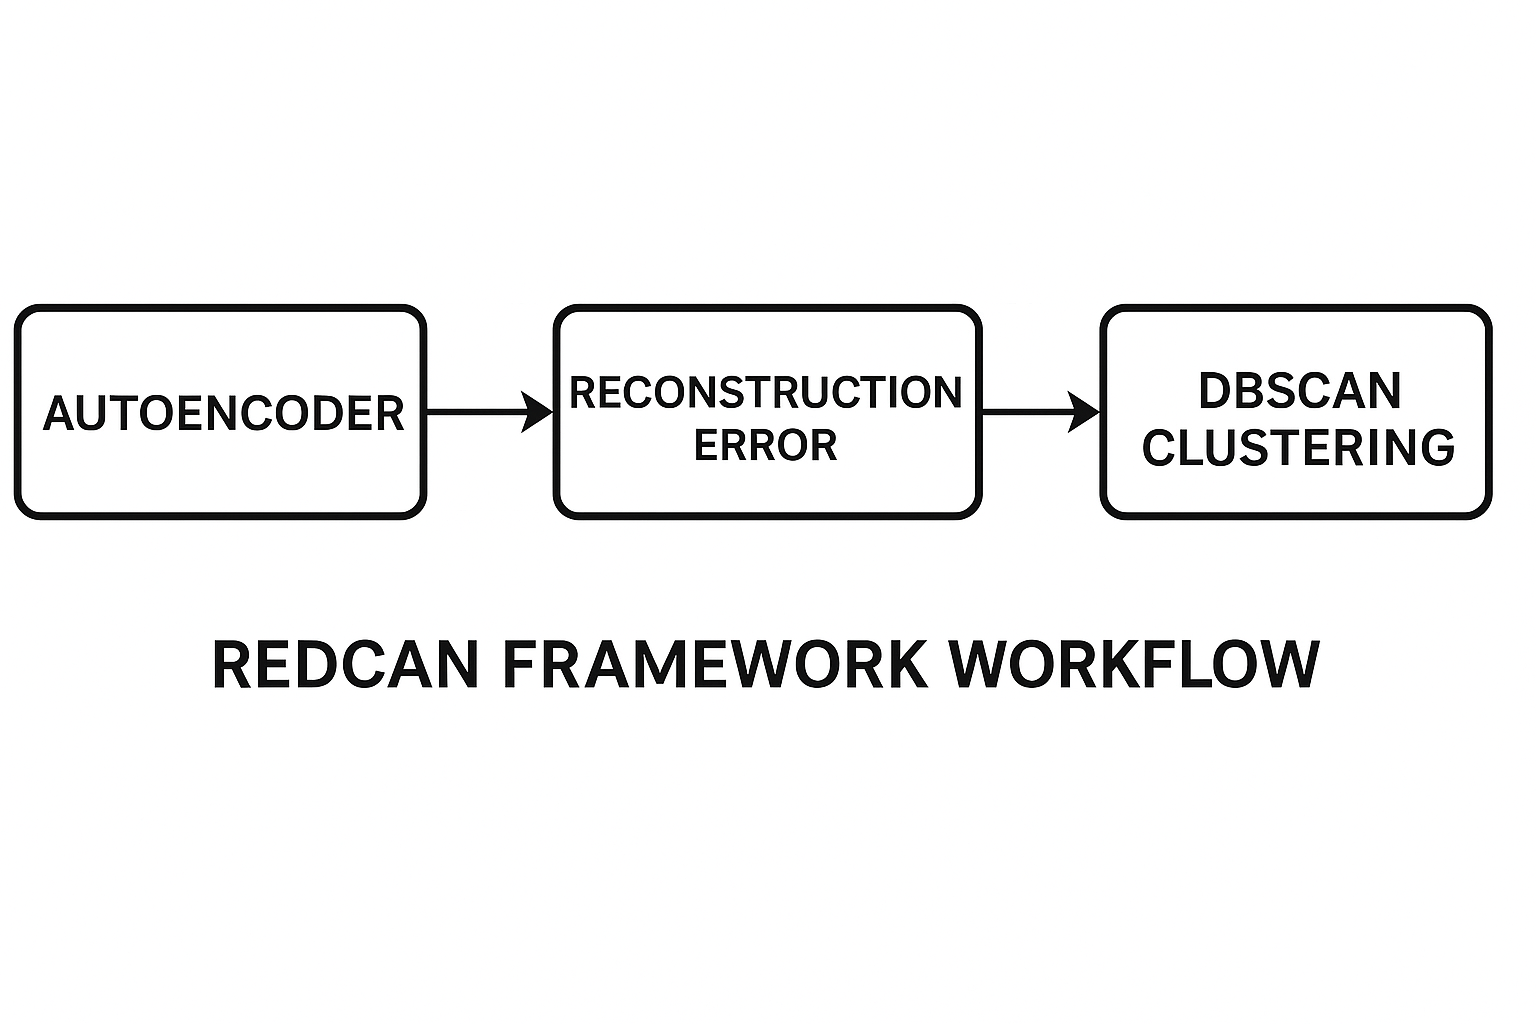 AUTOENCODER
RECONSTRUCTION
ERROR
DBSCAN
CLUSTERING
REDCAN FRAMEWORK WORKFLOW